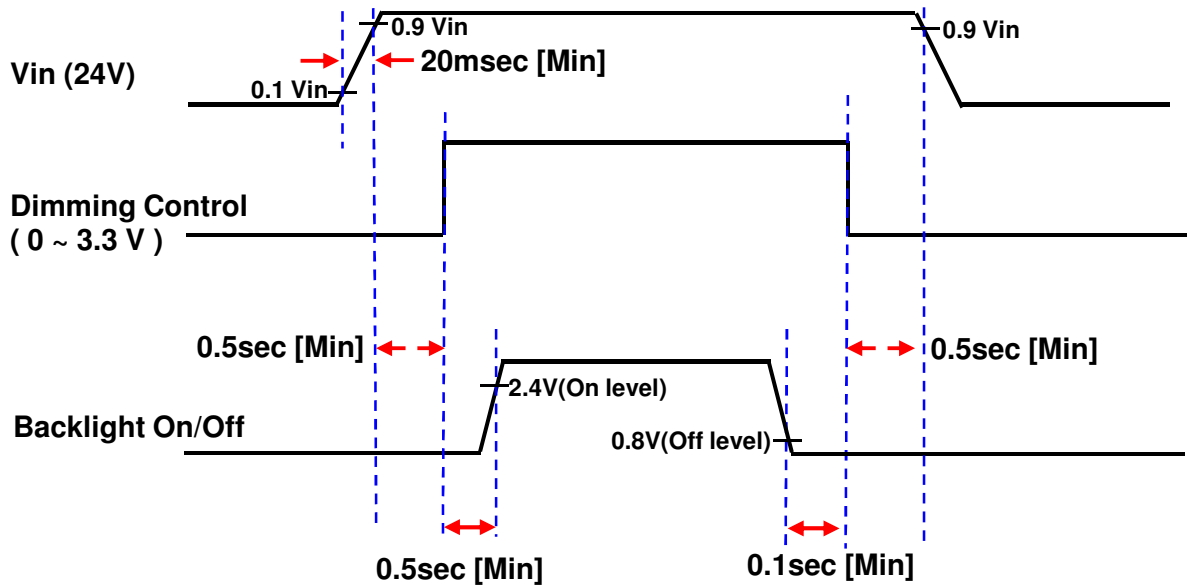 0.9 Vin
0.9 Vin
20msec [Min]
Vin (24V)
0.1 Vin
Dimming Control
( 0 ~ 3.3 V )
0.5sec [Min]
0.5sec [Min]
2.4V(On level)
Backlight On/Off
0.8V(Off level)
0.5sec [Min]
0.1sec [Min]